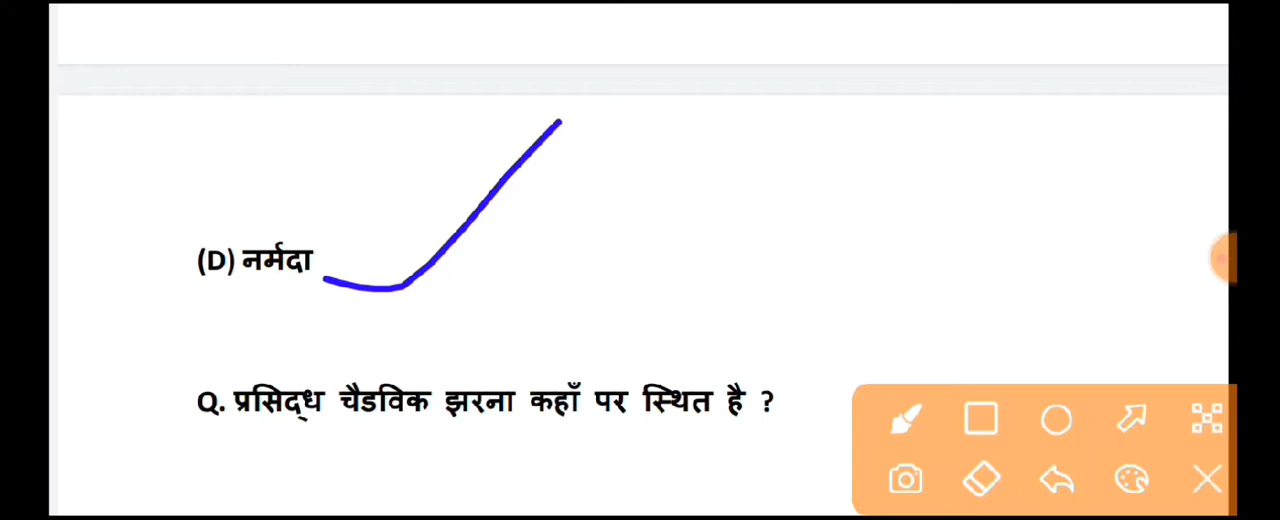 (D) नर्मदा
Q. प्रसिद्ध चैडविक झरना कहाँ पर स्थित है ?